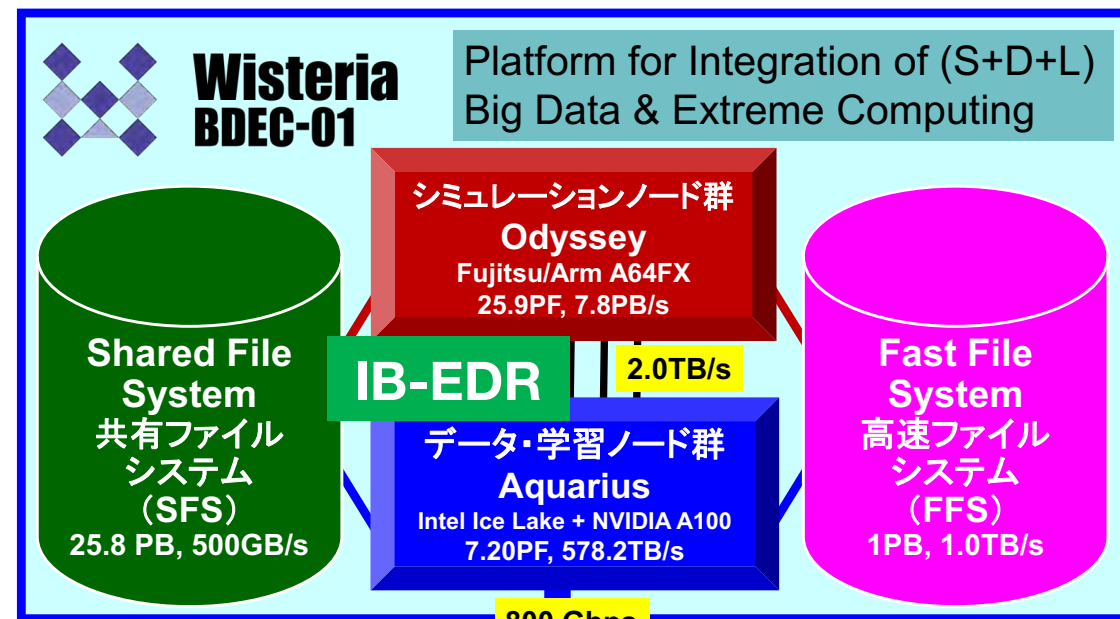 Wisteria
BDEC-01
Platform for Integration of (S+D+L)
Big Data & Extreme Computing
シミュレーションノード群
Odyssey
Fujitsu/Arm A64FX
25.9PF, 7.8PB/s
Shared File
System
共有ファイル
システム
（SFS）
25.8 PB, 500GB/s
IB-EDR
2.0TB/s
Fast File
System
高速ファイル
システム
（FFS）
1PB, 1.0TB/s
データ・学習ノード群
Aquarius
Intel Ice Lake + NVIDIA A100
7.20PF, 578.2TB/s
800 Gbps